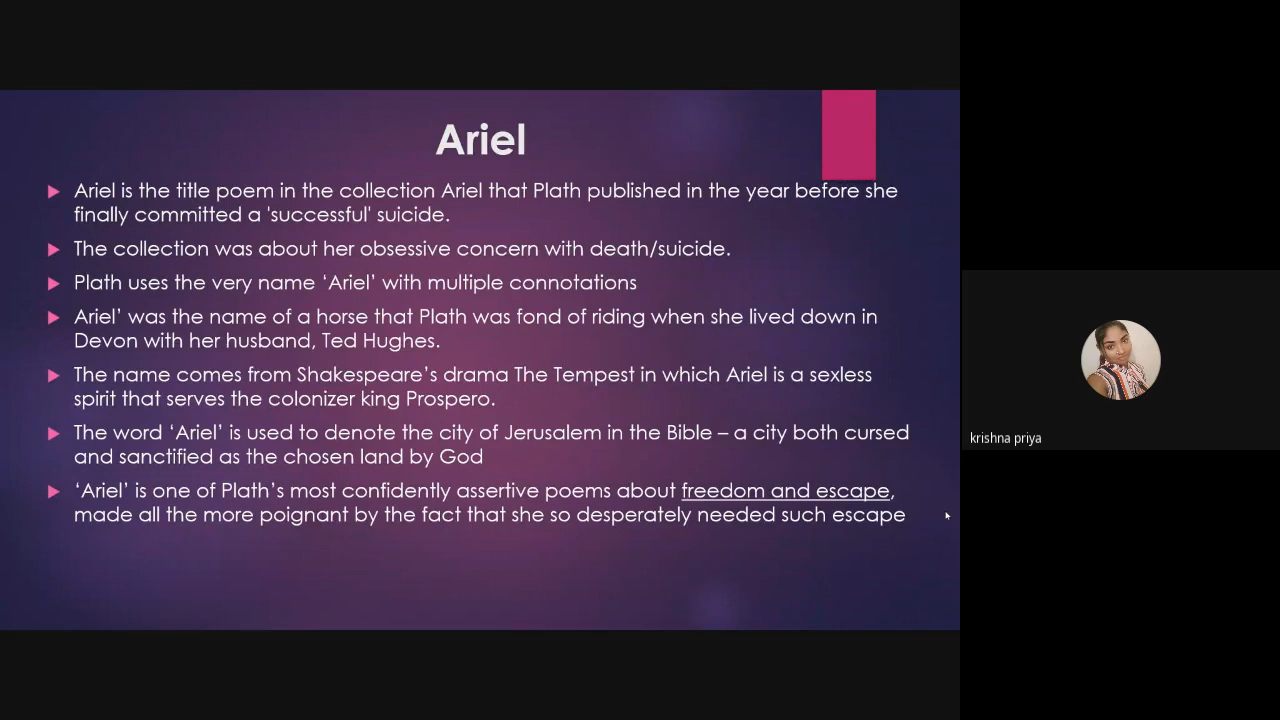 Ariel
Ariel is the title poem in the collection Ariel that Plath published in the year before she
finally committed a 'successful' suicide.
The collection was about her obsessive concern with death/suicide.
Plath uses the very name ‘Ariel’ with multiple connotations
Ariel’ was the name of a horse that Plath was fond of riding when she lived down in
Devon with her husband, Ted Hughes.
The name comes from Shakespeare’s drama The Tempest in which Ariel is a sexless
spirit that serves the colonizer king Prospero.
The word ‘Ariel’ is used to denote the city of Jerusalem in the Bible – a city both cursed
and sanctified as the chosen land by God
‘Ariel’ is one of Plath’s most confidently assertive poems about freedom and escape,
made all the more poignant by the fact that she so desperately needed such escape
krishna priya